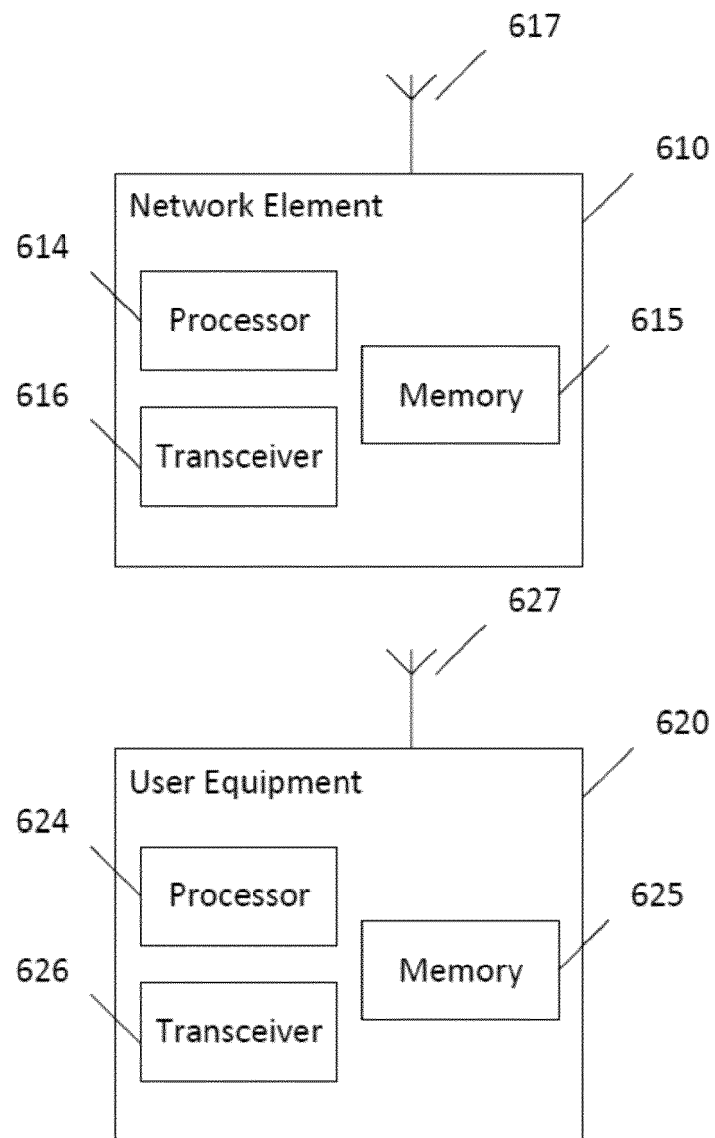 617
610
Network Element
614
Processor
615
616
Memory
Transceiver
627
620
User Equipment
624
Processor
625
626
Memory
Transceiver